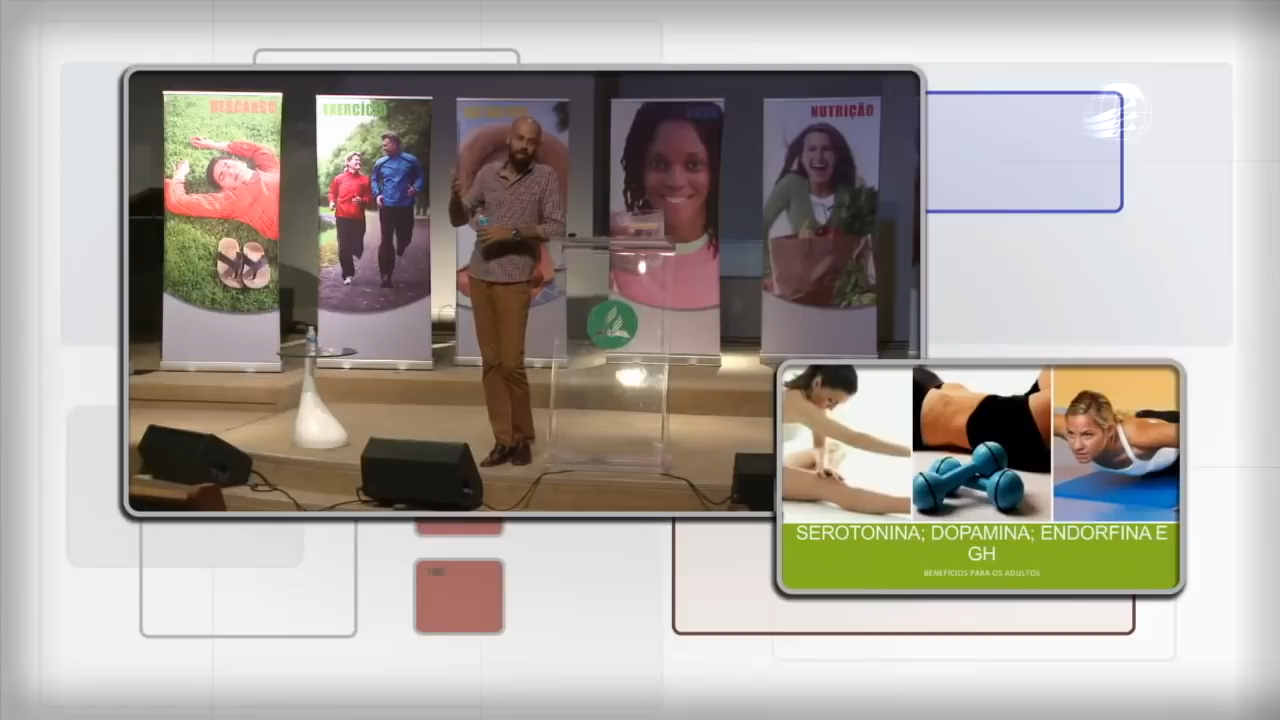 DESCANSO
EXERCÍCIO
NUTRIÇÃO
SEROTONINA; DOPAMINA; ENDORFINA E
GH
BENEFÍCIOS PARA OS ADULTOS